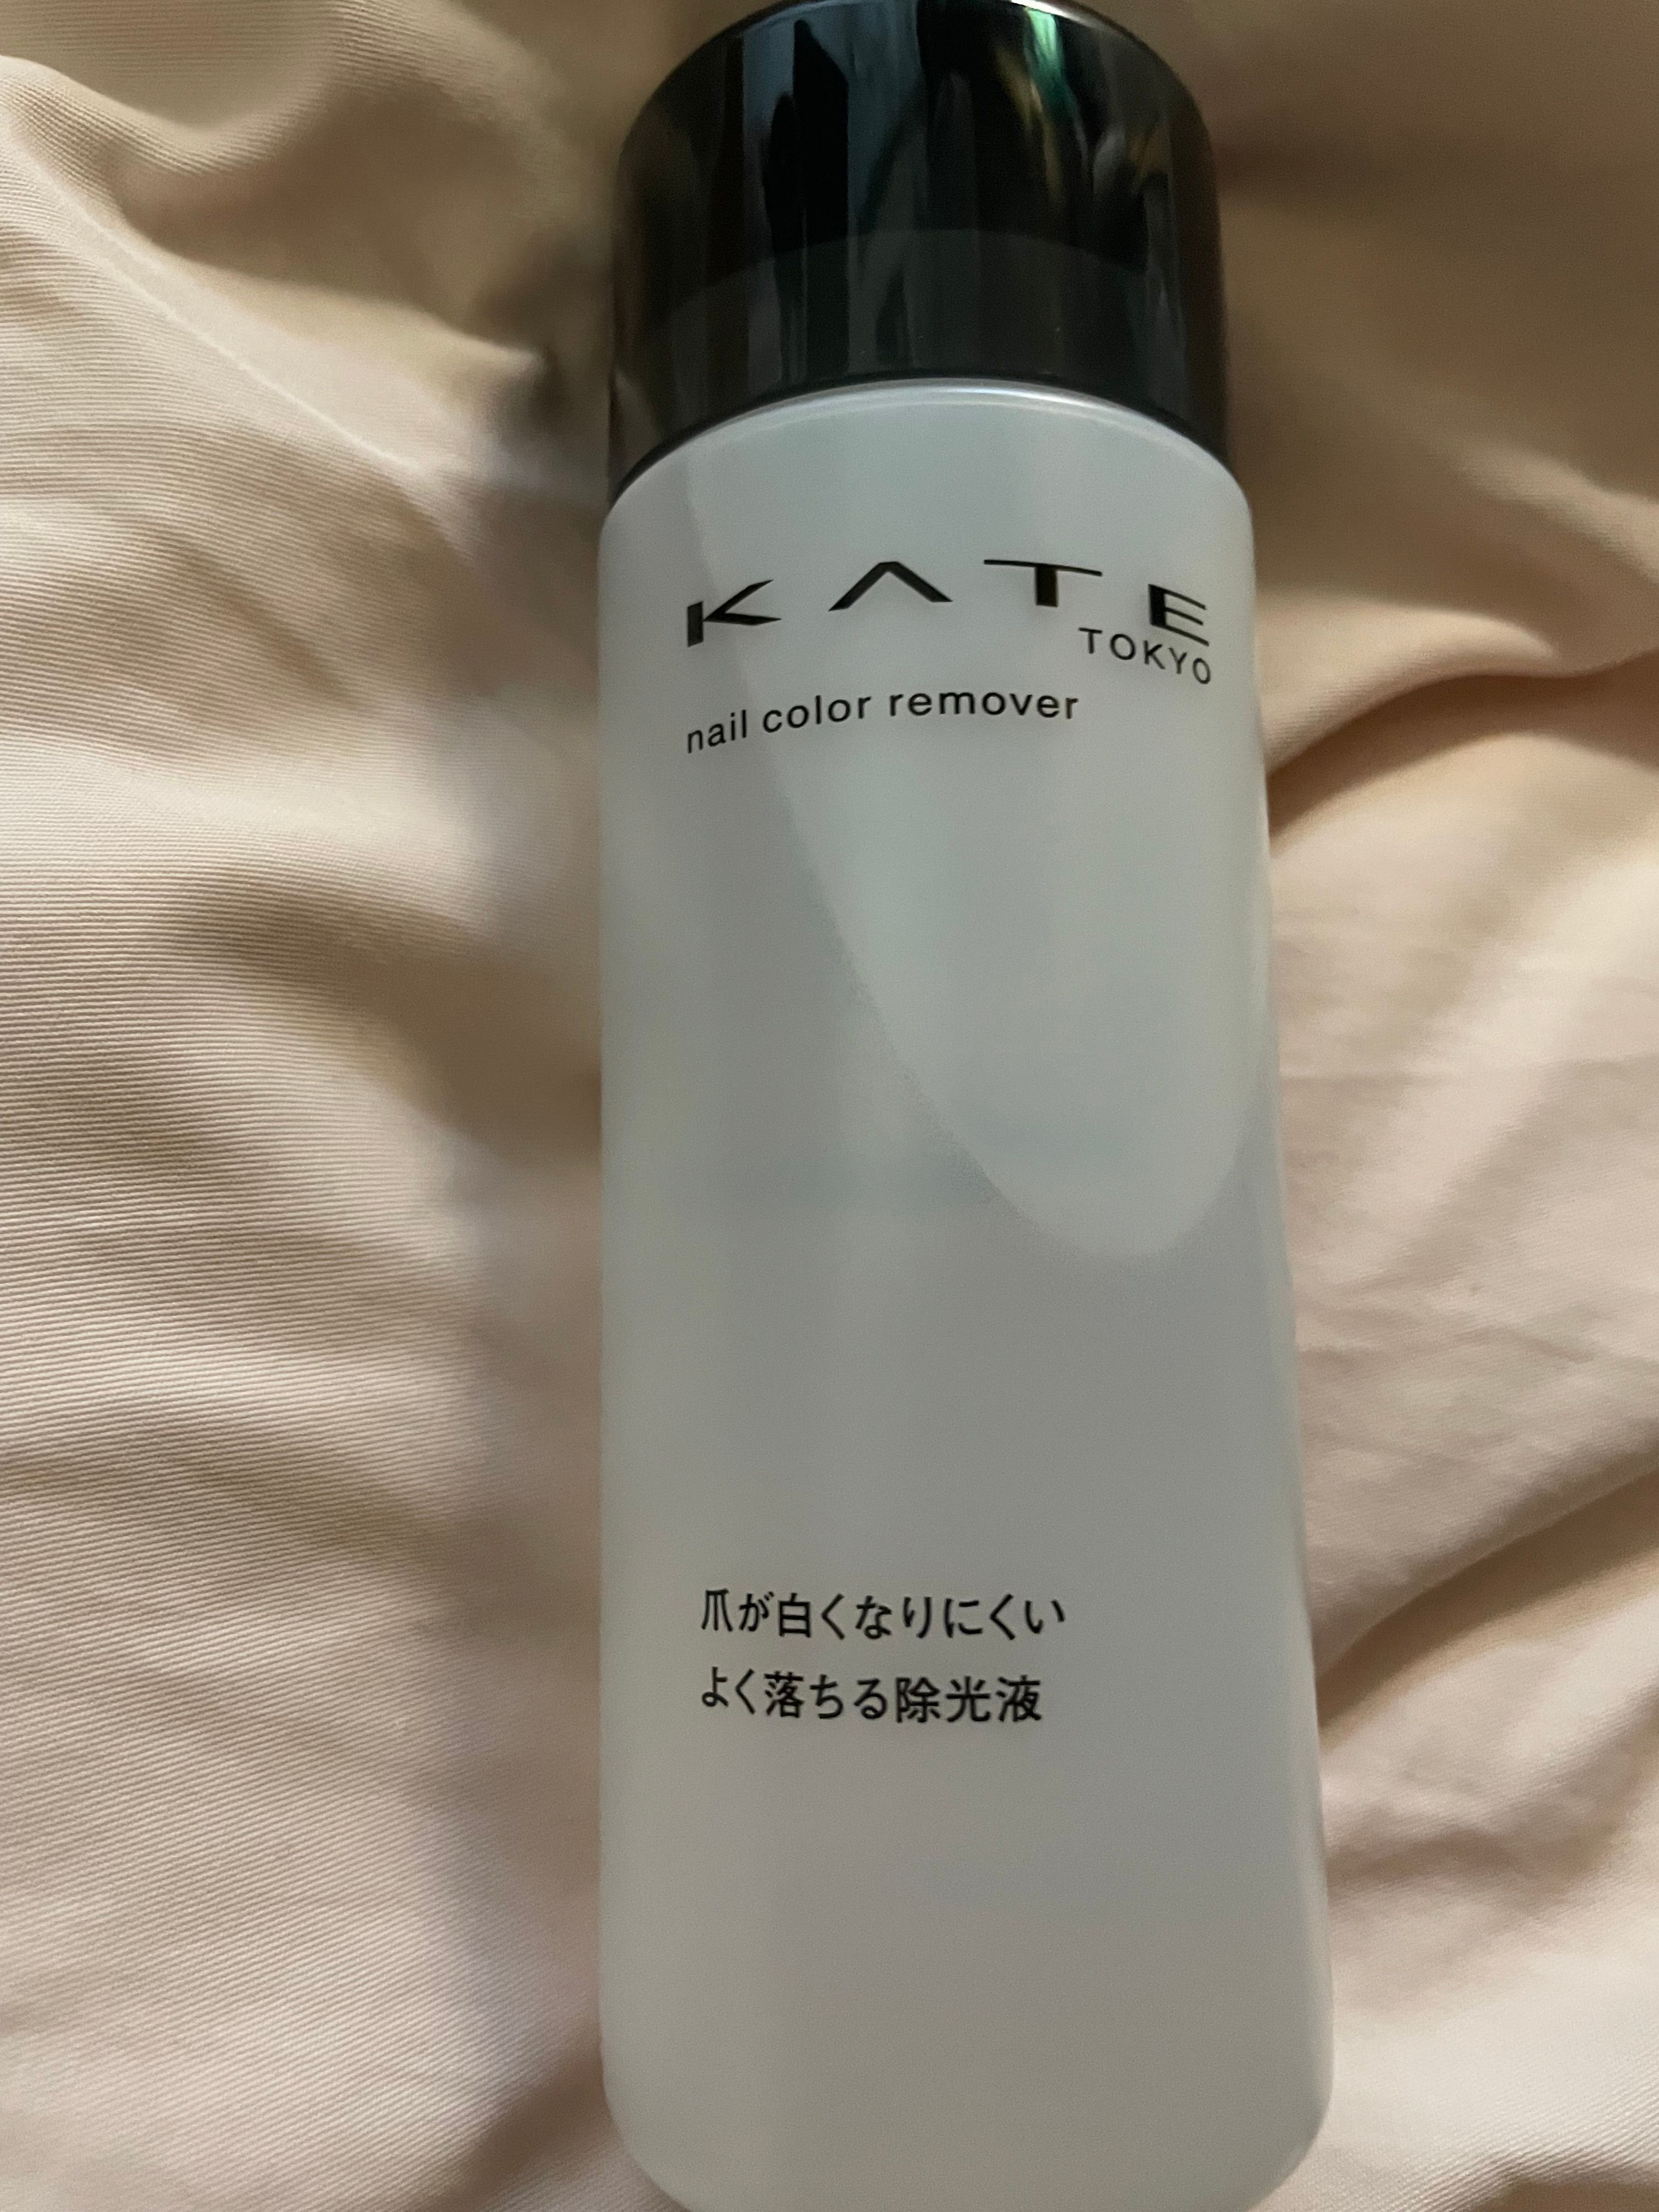 KATE
TOKYO
nail color remover
爪が白くなりにくい
よく落ちる除光液